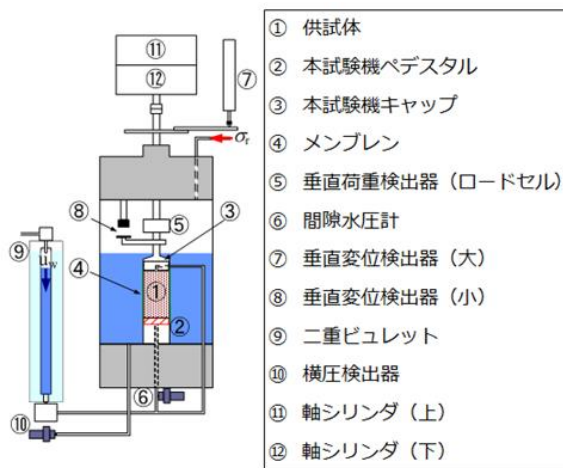 ⑪
⑫
⑦
σr
⑧
⑤
③
⑨
uw
④
①
②
⑥
⑩
① 供試体
② 本試験機ペデスタル
③ 本試験機キャップ
④ メンブレン
⑤ 垂直荷重検出器（ロードセル）
⑥ 間隙水圧計
⑦ 垂直変位検出器（大）
⑧ 垂直変位検出器（小）
⑨ 二重ビュレット
⑩ 横圧検出器
⑪ 軸シリンダ（上）
⑫ 軸シリンダ（下）